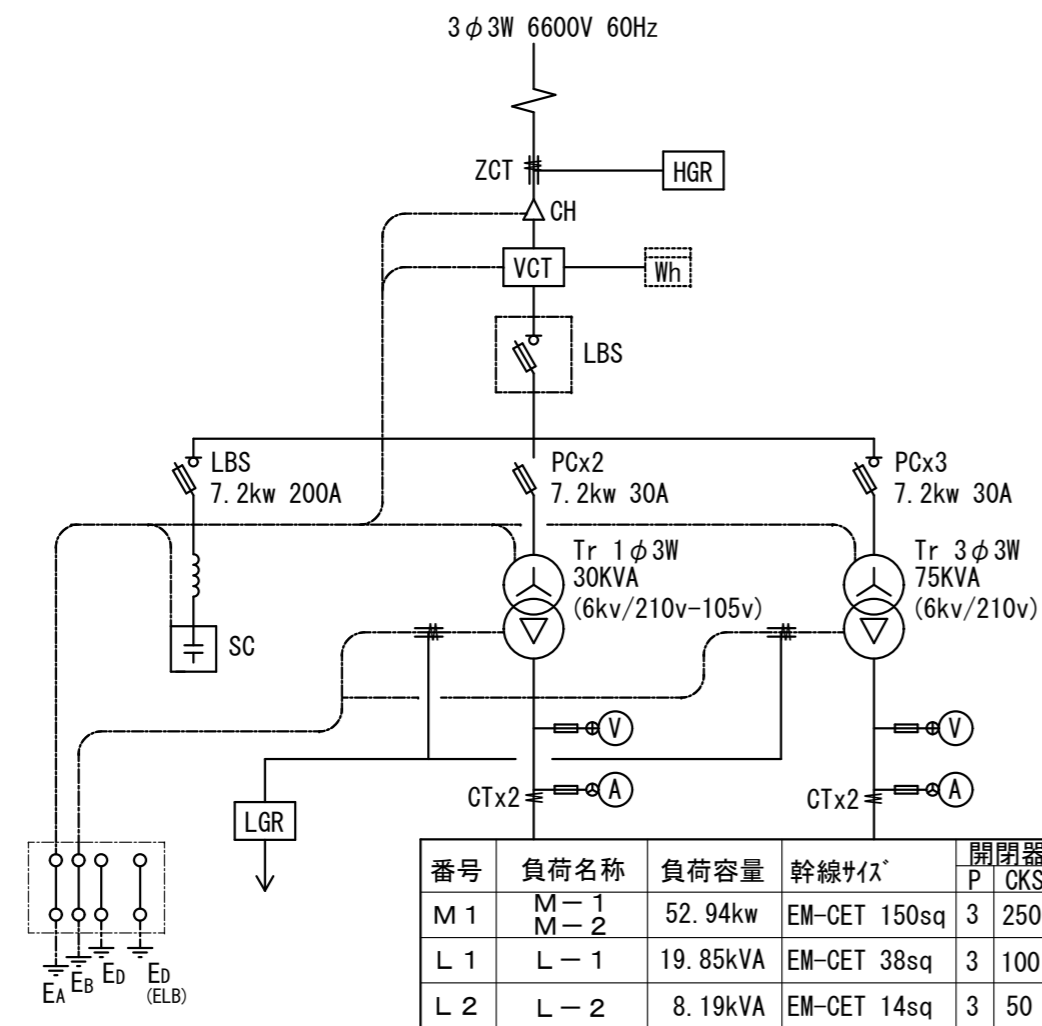 3φ3W 6600V 60Hz
ZCT
HGR
CH
VCT
Wh
LBS
LBS
7.2kw 200A
PCx2
7.2kw 30A
PCx3
7.2kw 30A
Tr 1φ3W
30KVA
(6kv/210v-105v)
Tr 3φ3W
75KVA
(6kv/210v)
SC
V
V
CTx2
A
CTx2
A
LGR
EA
EB
ED
ED
(ELB)
番号 負荷名称 負荷容量 幹線ｻｲｽﾞ 開閉器
P CKS
M1 M-1 M-2 52.94kw EM-CET 150sq 3 250
L1 L-1 19.85kVA EM-CET 38sq 3 100
L2 L-2 8.19kVA EM-CET 14sq 3 50